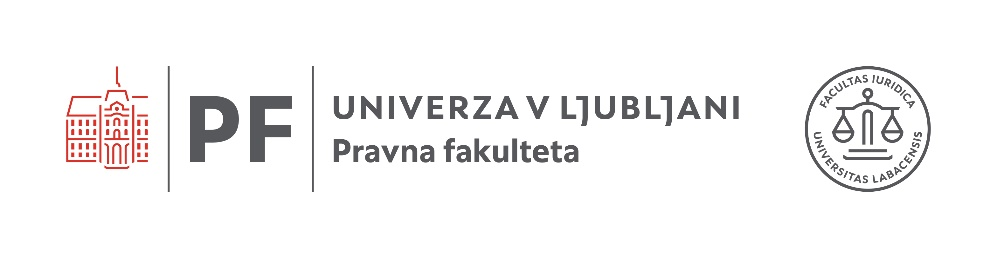 PF
UNIVERZA V LJUBLJANI
Pravna fakulteta
FACULTAS IURIDICA
UNIVERSITAS LABACENSIS